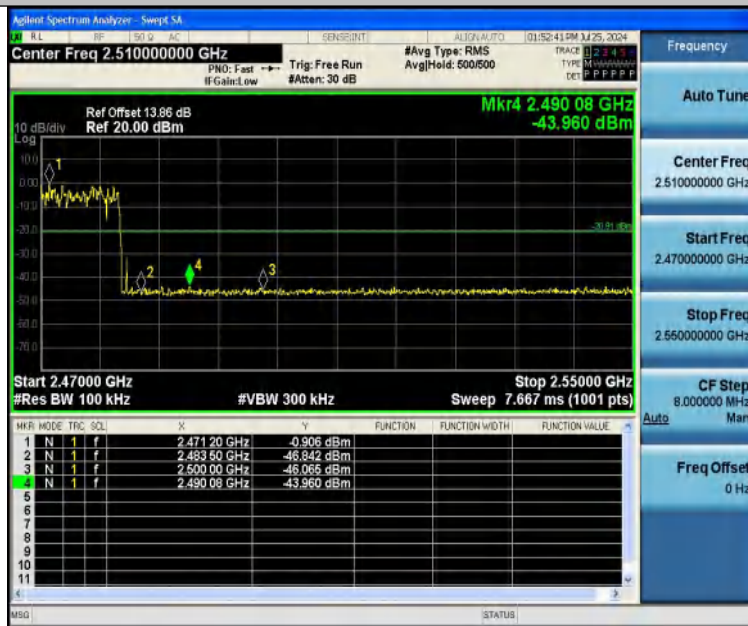 Agilent Spectrum Analyzer - Swept SA
RL RF 50 Ω AC SENSE:INT ALIGN AUTO 01:52:41 PM Jul 25, 2024
Center Freq 2.510000000 GHz
PNO: Fast
IFGain:Low
Trig: Free Run
#Atten: 30 dB
#Avg Type: RMS
Avg|Hold: 500/500
TRACE 1 2 3 4 5
TYPE M
DET P P P P P P
Ref Offset 13.86 dB
10 dB/div Ref 20.00 dBm
Log
Mkr4 2.490 08 GHz
-43.960 dBm
10.0
0.00
-10.0
-20.0
-30.0
-40.0
-50.0
-60.0
-70.0
-20.91 dBm
1
2
4
3
Start 2.47000 GHz Stop 2.55000 GHz
#Res BW 100 kHz #VBW 300 kHz Sweep 7.667 ms (1001 pts)
MKR MODE TRC SCL X Y FUNCTION FUNCTION WIDTH FUNCTION VALUE
1 N 1 f 2.471 20 GHz -0.906 dBm
2 N 1 f 2.483 50 GHz -46.842 dBm
3 N 1 f 2.500 00 GHz -46.065 dBm
4 N 1 f 2.490 08 GHz -43.960 dBm
5
6
7
8
9
10
11
MSG STATUS
Frequency
Auto Tune
Center Freq
2.510000000 GHz
Start Freq
2.470000000 GHz
Stop Freq
2.550000000 GHz
CF Step
8.000000 MHz
Auto Man
Freq Offset
0 Hz